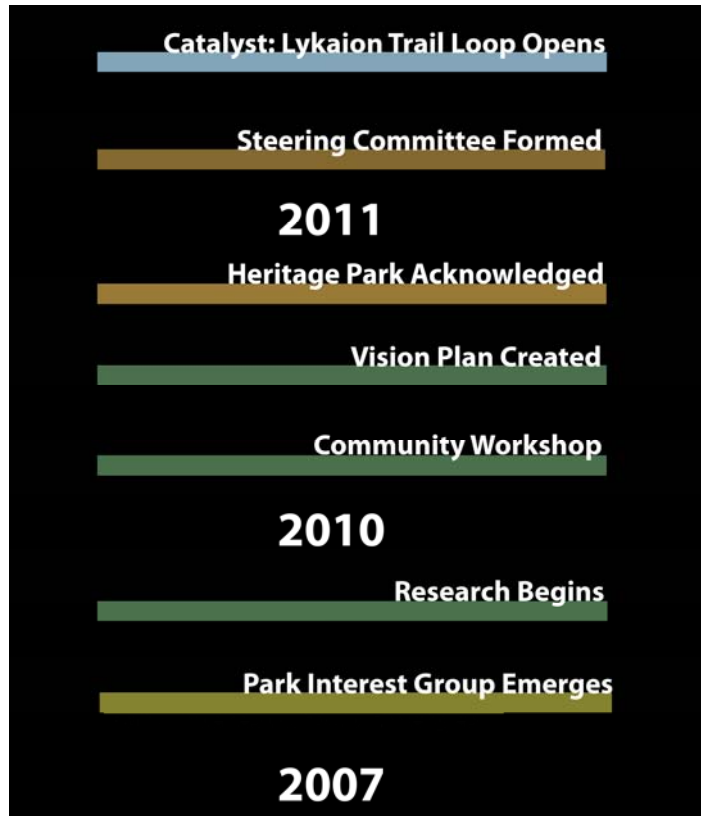 Catalyst: Lykaion Trail Loop Opens
Steering Committee Formed
2011
Heritage Park Acknowledged
Vision Plan Created
Community Workshop
2010
Research Begins
Park Interest Group Emerges
2007